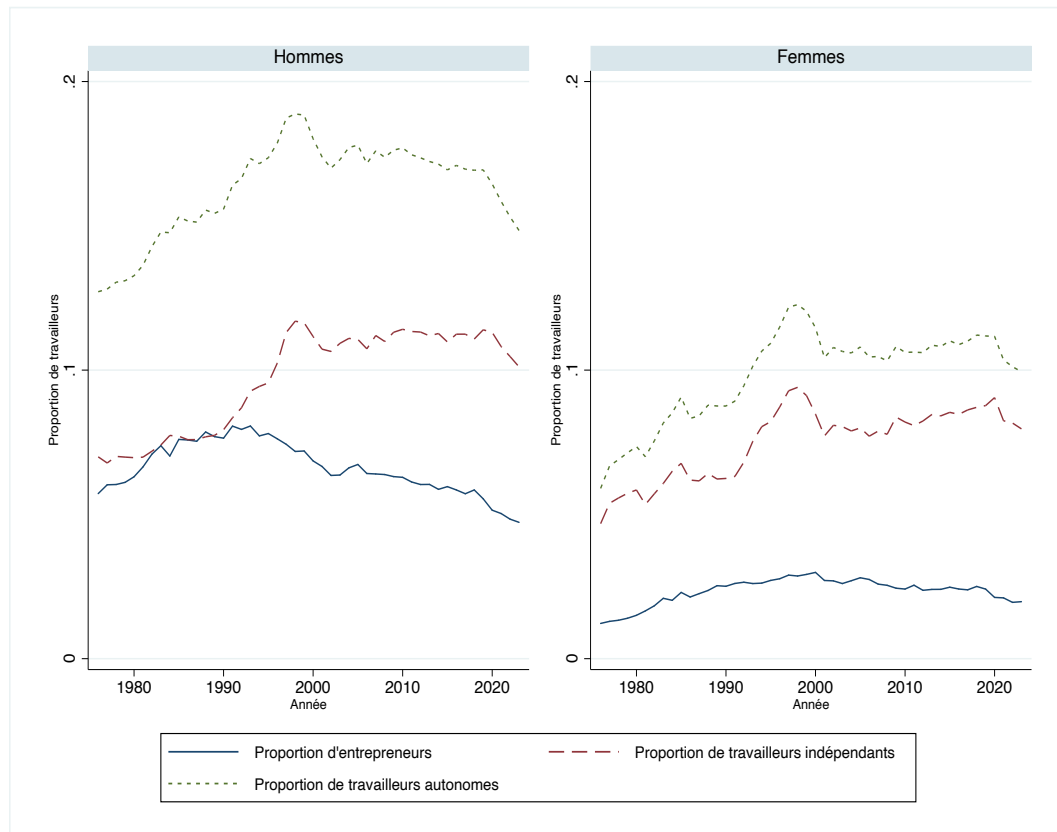 Hommes
Femmes
Proportion de travailleurs
.2
.1
0
1980 1990 2000 2010 2020
Année
Proportion de travailleurs
.2
.1
0
1980 1990 2000 2010 2020
Année
Proportion d'entrepreneurs
Proportion de travailleurs indépendants
Proportion de travailleurs autonomes